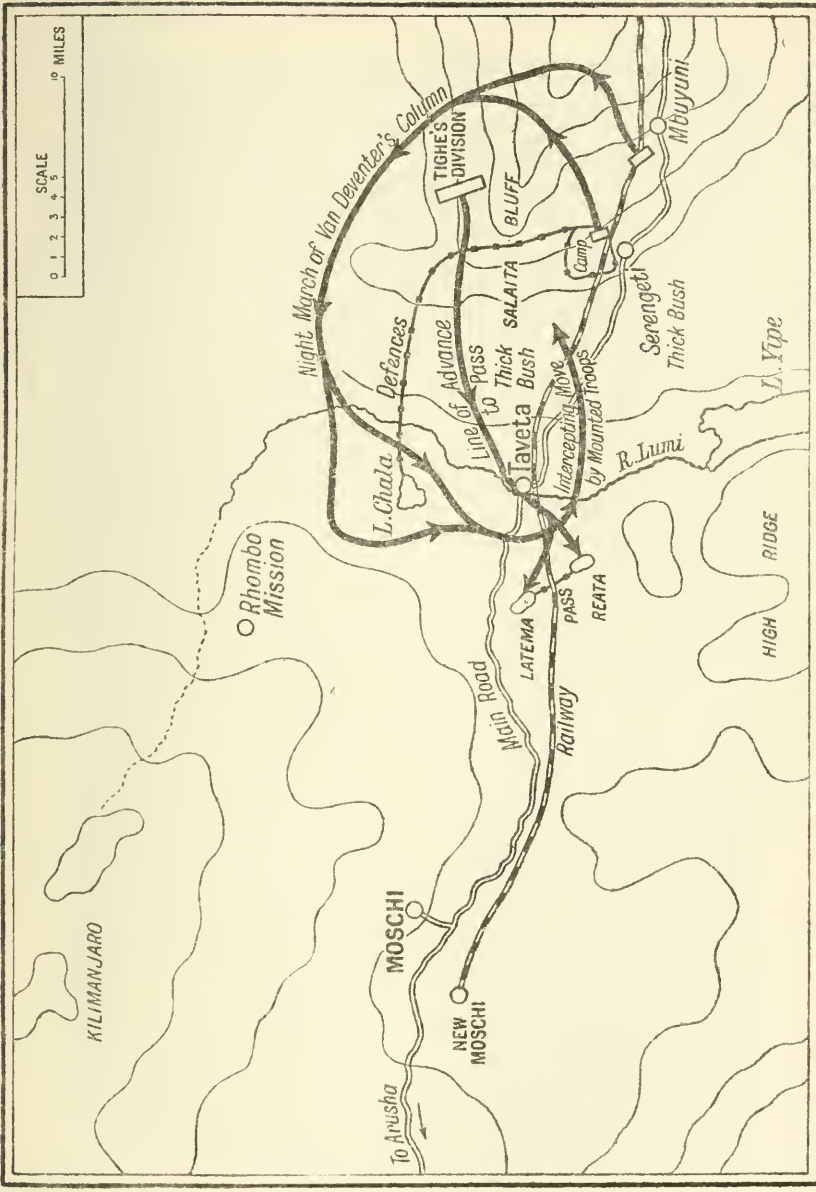 SCALE
0 1 2 3 4 5 10 MILES
KILIMANJARO
Rhombo
Mission
Night March of Van Deventer's Column
TIGHE'S
DIVISION
L. Chala
Defences
Line of Advance
to Pass
Thick
Bush
SALAITA BLUFF
Camp
MOSCHI
NEW
MOSCHI
To Arusha
Main Road
Railway
LATEMA
PASS
REATA
Taveta
Intercepting Move
by Mounted Troops
R. Lumi
Serengeti
Thick Bush
Mbuyuni
L. Yipe
HIGH RIDGE